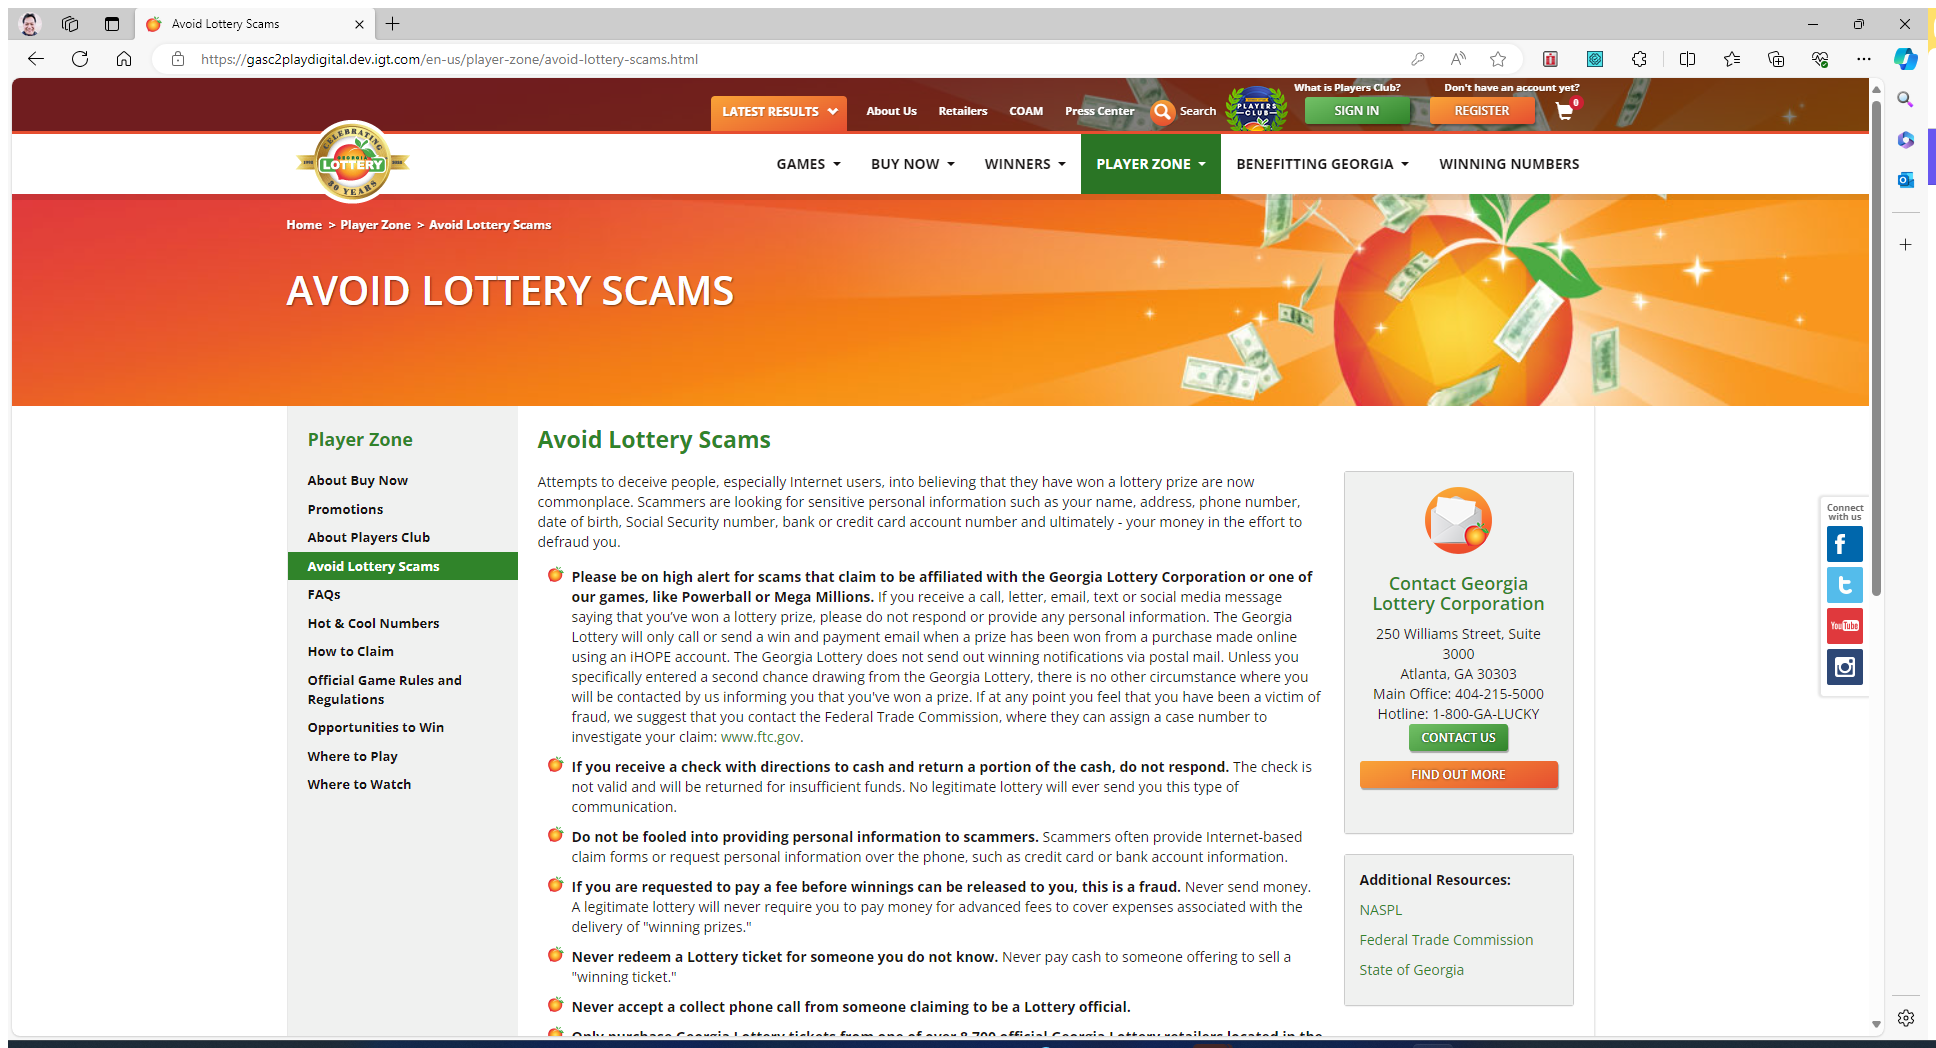 Avoid Lottery Scams
https://gasc2playdigital.dev.igt.com/en-us/player-zone/avoid-lottery-scams.html
What is Players Club?
Don't have an account yet?
LATEST RESULTS
About Us
Retailers
COAM
Press Center
Search
PLAYERS
CLUB
SIGN IN
REGISTER
0
CELEBRATING
GEORGIA
LOTTERY
30 YEARS
GAMES
BUY NOW
WINNERS
PLAYER ZONE
BENEFITTING GEORGIA
WINNING NUMBERS
Home > Player Zone > Avoid Lottery Scams
AVOID LOTTERY SCAMS
Player Zone
About Buy Now
Promotions
About Players Club
Avoid Lottery Scams
FAQs
Hot & Cool Numbers
How to Claim
Official Game Rules and
Regulations
Opportunities to Win
Where to Play
Where to Watch
Avoid Lottery Scams
Attempts to deceive people, especially Internet users, into believing that they have won a lottery prize are now
commonplace. Scammers are looking for sensitive personal information such as your name, address, phone number,
date of birth, Social Security number, bank or credit card account number and ultimately - your money in the effort to
defraud you.
Please be on high alert for scams that claim to be affiliated with the Georgia Lottery Corporation or one of
our games, like Powerball or Mega Millions. If you receive a call, letter, email, text or social media message
saying that you've won a lottery prize, please do not respond or provide any personal information. The Georgia
Lottery will only call or send a win and payment email when a prize has been won from a purchase made online
using an iHOPE account. The Georgia Lottery does not send out winning notifications via postal mail. Unless you
specifically entered a second chance drawing from the Georgia Lottery, there is no other circumstance where you
will be contacted by us informing you that you've won a prize. If at any point you feel that you have been a victim of
fraud, we suggest that you contact the Federal Trade Commission, where they can assign a case number to
investigate your claim: www.ftc.gov.
If you receive a check with directions to cash and return a portion of the cash, do not respond. The check is
not valid and will be returned for insufficient funds. No legitimate lottery will ever send you this type of
communication.
Do not be fooled into providing personal information to scammers. Scammers often provide Internet-based
claim forms or request personal information over the phone, such as credit card or bank account information.
If you are requested to pay a fee before winnings can be released to you, this is a fraud. Never send money.
A legitimate lottery will never require you to pay money for advanced fees to cover expenses associated with the
delivery of "winning prizes."
Never redeem a Lottery ticket for someone you do not know. Never pay cash to someone offering to sell a
"winning ticket."
Never accept a collect phone call from someone claiming to be a Lottery official.
Only purchase Georgia Lottery tickets from one of over 8,700 official Georgia Lottery retailers located in the
Contact Georgia
Lottery Corporation
250 Williams Street, Suite
3000
Atlanta, GA 30303
Main Office: 404-215-5000
Hotline: 1-800-GA-LUCKY
CONTACT US
FIND OUT MORE
Additional Resources:
NASPL
Federal Trade Commission
State of Georgia
Connect
with us
YouTube